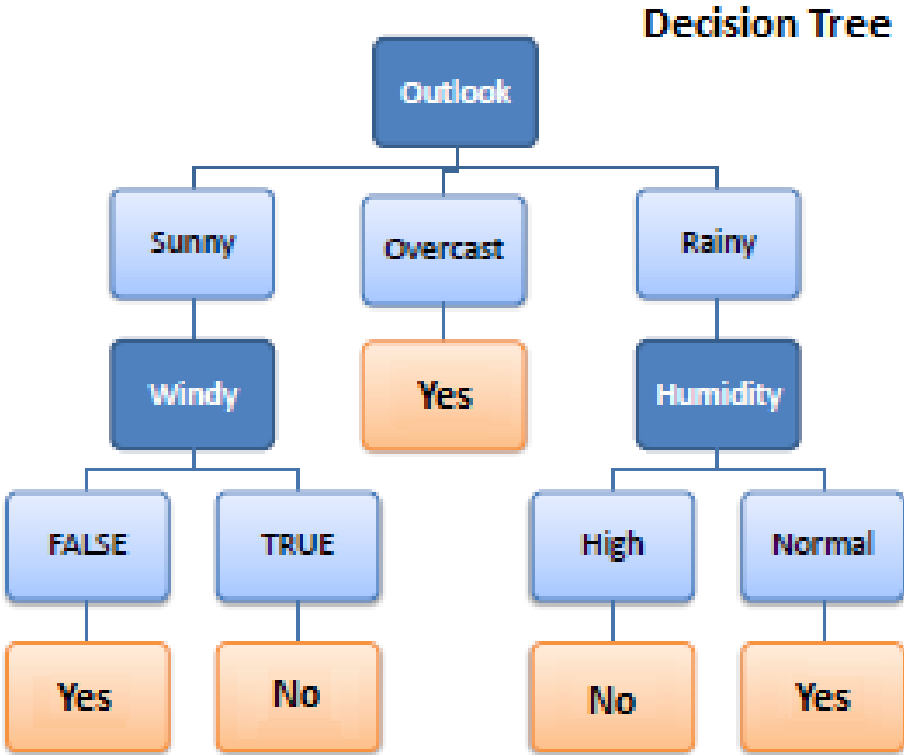 Decision Tree
Outlook
Sunny
Overcast
Rainy
Windy
Yes
Humidity
FALSE
TRUE
High
Normal
Yes
No
No
Yes